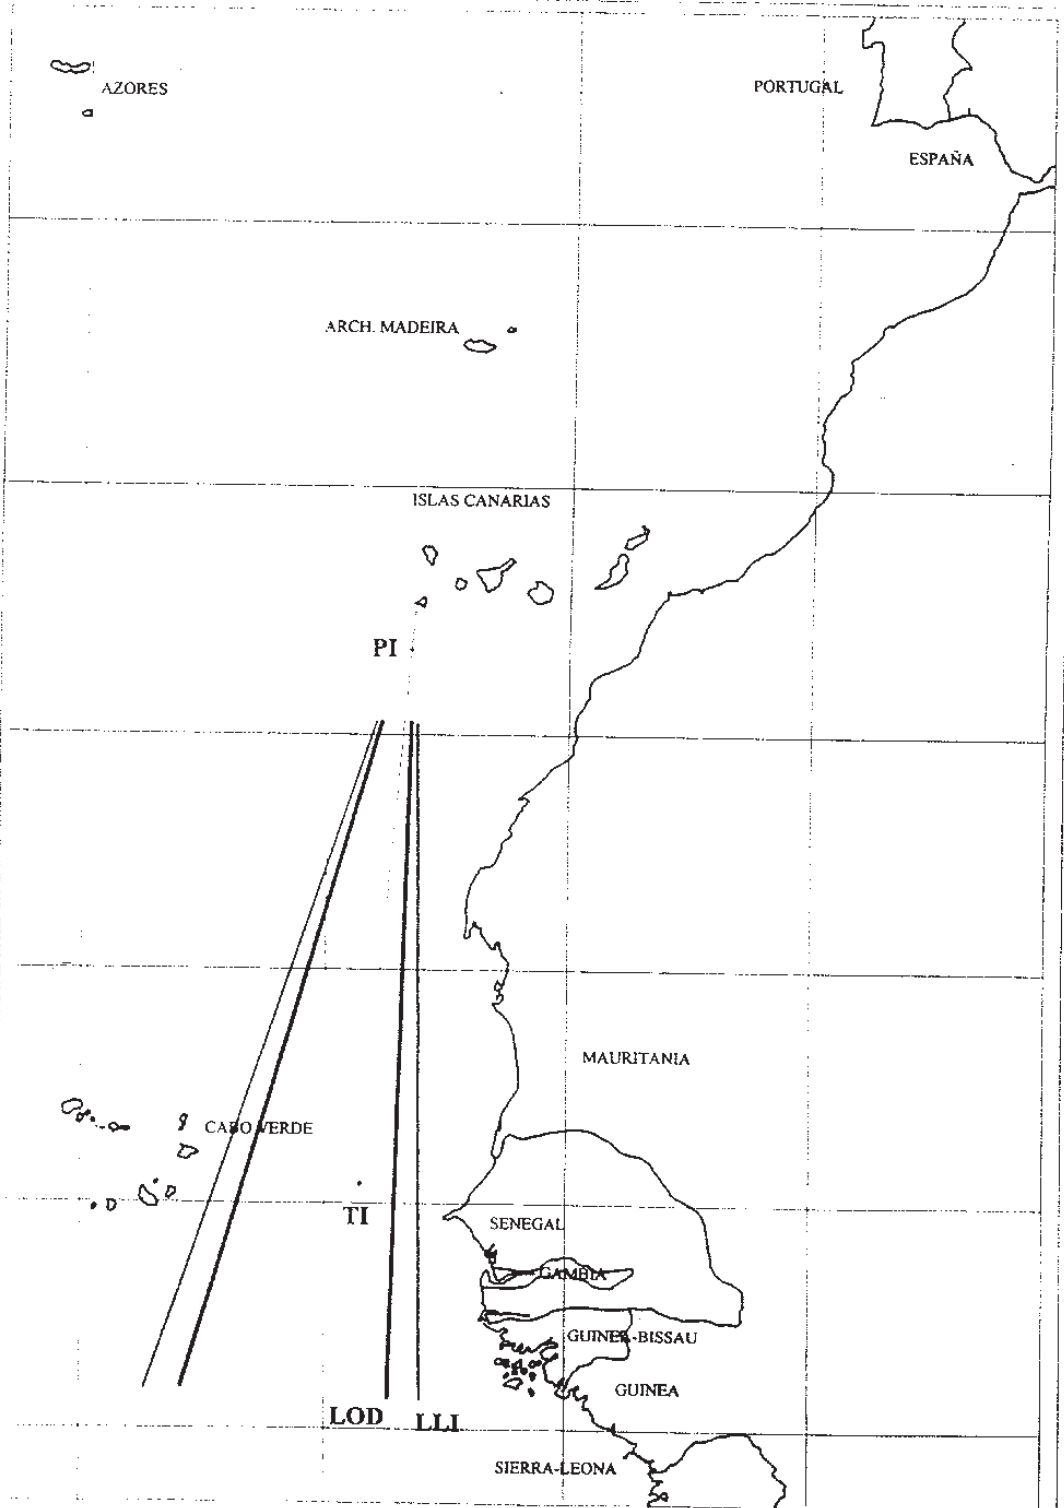 AZORES
PORTUGAL
ESPAÑA
ARCH. MADEIRA
ISLAS CANARIAS
PI
MAURITANIA
CABO VERDE
TI
SENEGAL
GAMBIA
GUINEA-BISSAU
GUINEA
LOD
LLI
SIERRA-LEONA